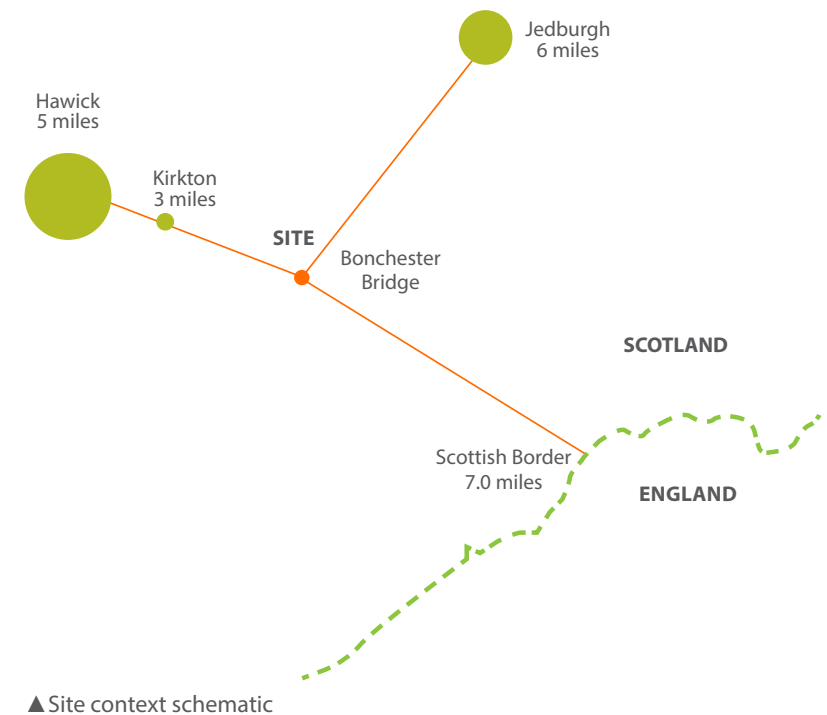 Jedburgh
6 miles
Hawick
5 miles
Kirkton
3 miles
SITE
Bonchester
Bridge
SCOTLAND
Scottish Border
7.0 miles
ENGLAND
▲Site context schematic